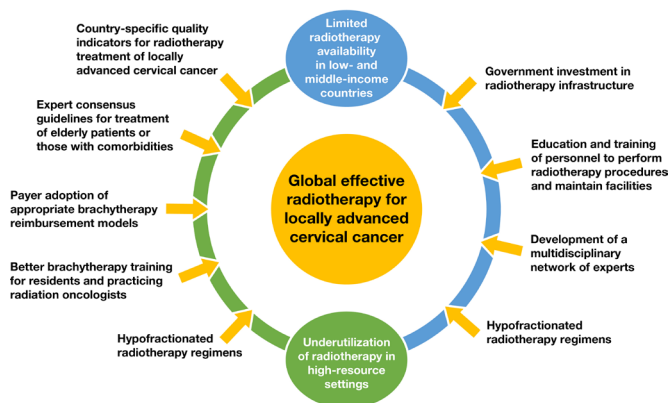 Limited
radiotherapy
availability
in low- and
middle-income
countries
Country-specific quality
indicators for radiotherapy
treatment of locally
advanced cervical cancer
Expert consensus
guidelines for treatment
of elderly patients or
those with comorbidities
Payer adoption of
appropriate brachytherapy
reimbursement models
Better brachytherapy training
for residents and practicing
radiation oncologists
Hypofractionated
radiotherapy regimens
Global effective
radiotherapy for
locally advanced
cervical cancer
Government investment in
radiotherapy infrastructure
Education and training
of personnel to perform
radiotherapy procedures
and maintain facilities
Development of a
multidisciplinary
network of experts
Hypofractionated
radiotherapy regimens
Underutilization
of radiotherapy in
high-resource
settings